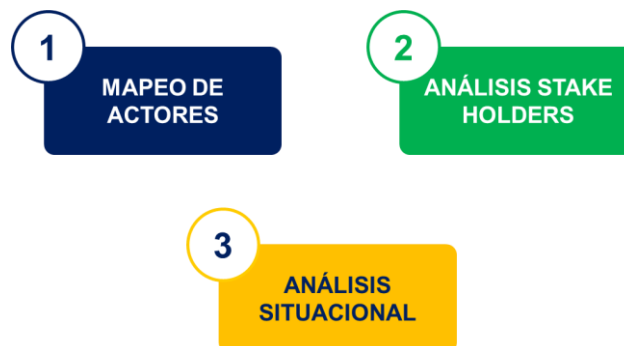 1
MAPEO DE
ACTORES
2
ANÁLISIS STAKE
HOLDERS
3
ANÁLISIS
SITUACIONAL